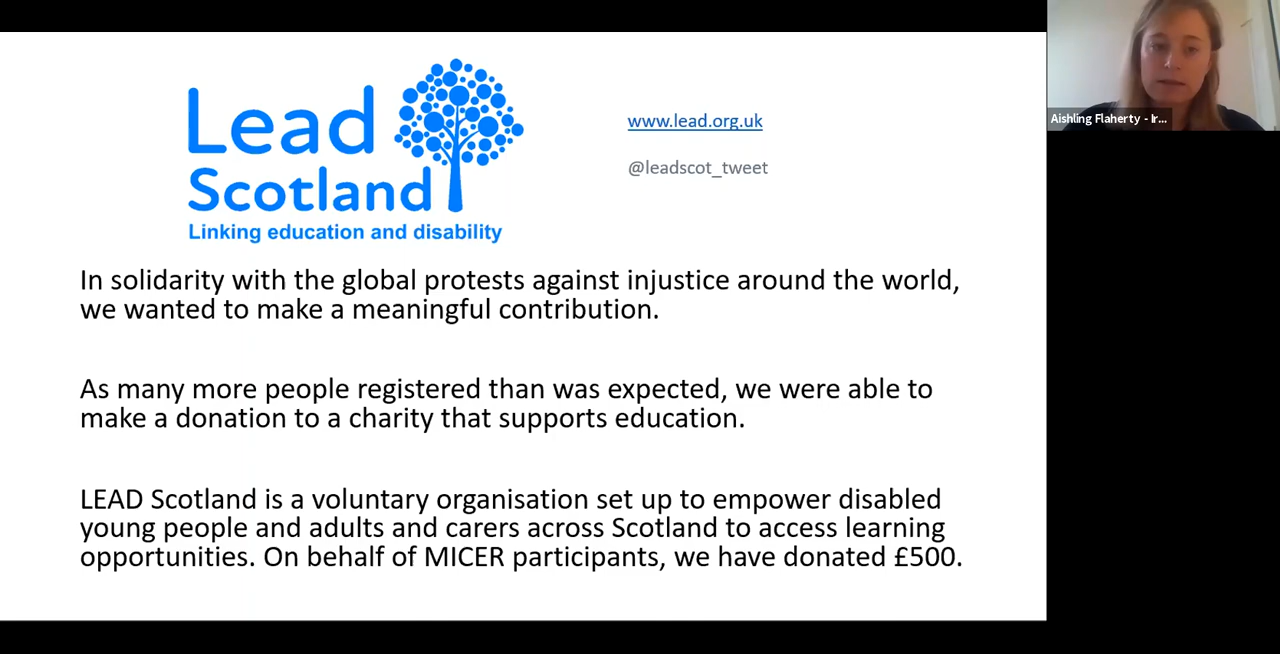 Lead
Scotland
Linking education and disability
www.lead.org.uk
@leadscot_tweet
Aishling Flaherty - Ir...
In solidarity with the global protests against injustice around the world,
we wanted to make a meaningful contribution.
As many more people registered than was expected, we were able to
make a donation to a charity that supports education.
LEAD Scotland is a voluntary organisation set up to empower disabled
young people and adults and carers across Scotland to access learning
opportunities. On behalf of MICER participants, we have donated £500.